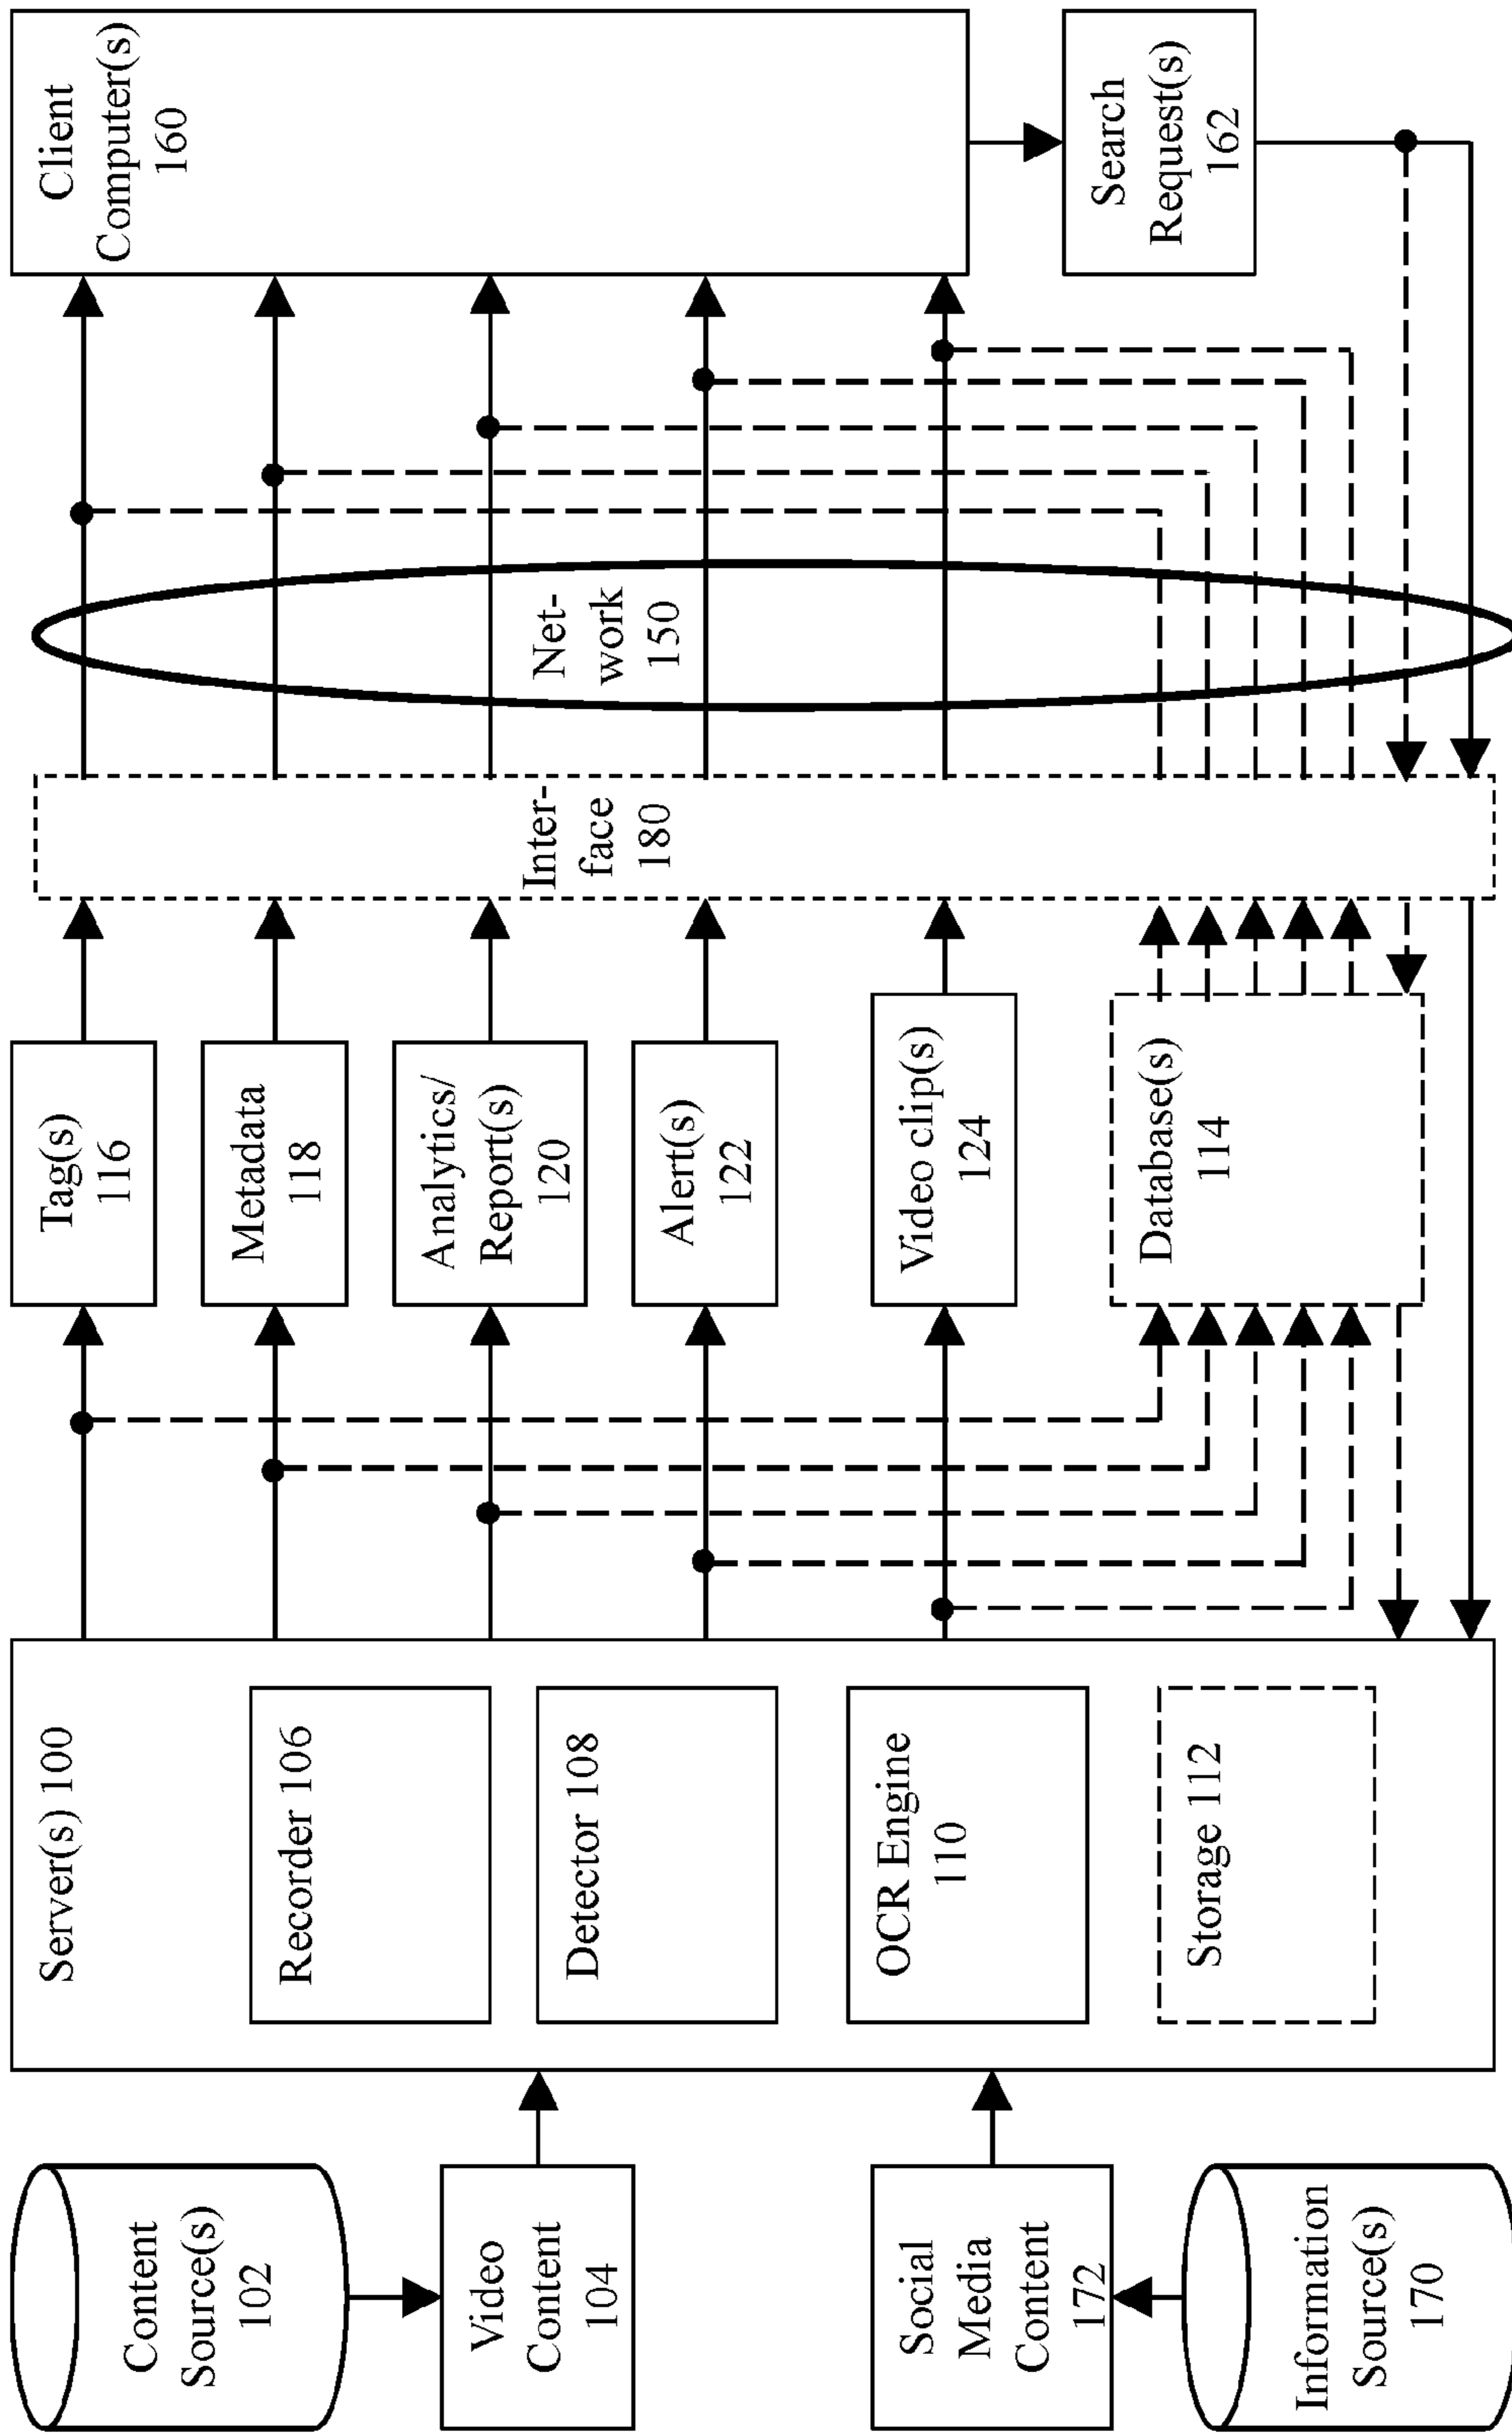 Content
Source(s)
102
Video
Content
104
Social
Media
Content
172
Information
Source(s)
170
Server(s) 100
Recorder 106
Detector 108
OCR Engine
110
Storage 112
Tag(s)
116
Metadata
118
Analytics/
Report(s)
120
Alert(s)
122
Video clip(s)
124
Database(s)
114
Inter-
face
180
Net-
work
150
Client
Computer(s)
160
Search
Request(s)
162